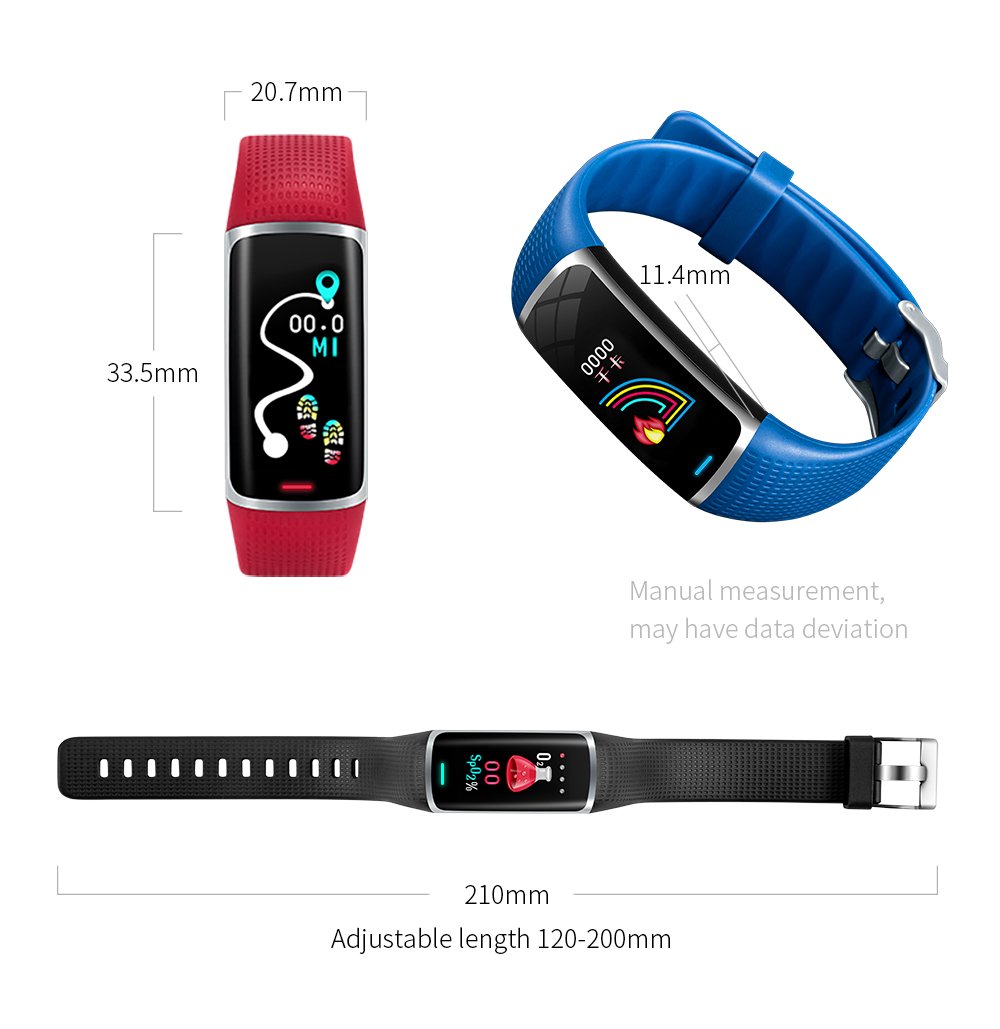 20.7mm
11.4mm
00.0
MI
33.5mm
0000
千卡
Manual measurement,
may have data deviation
O₂
00
SpO₂%
210mm
Adjustable length 120-200mm